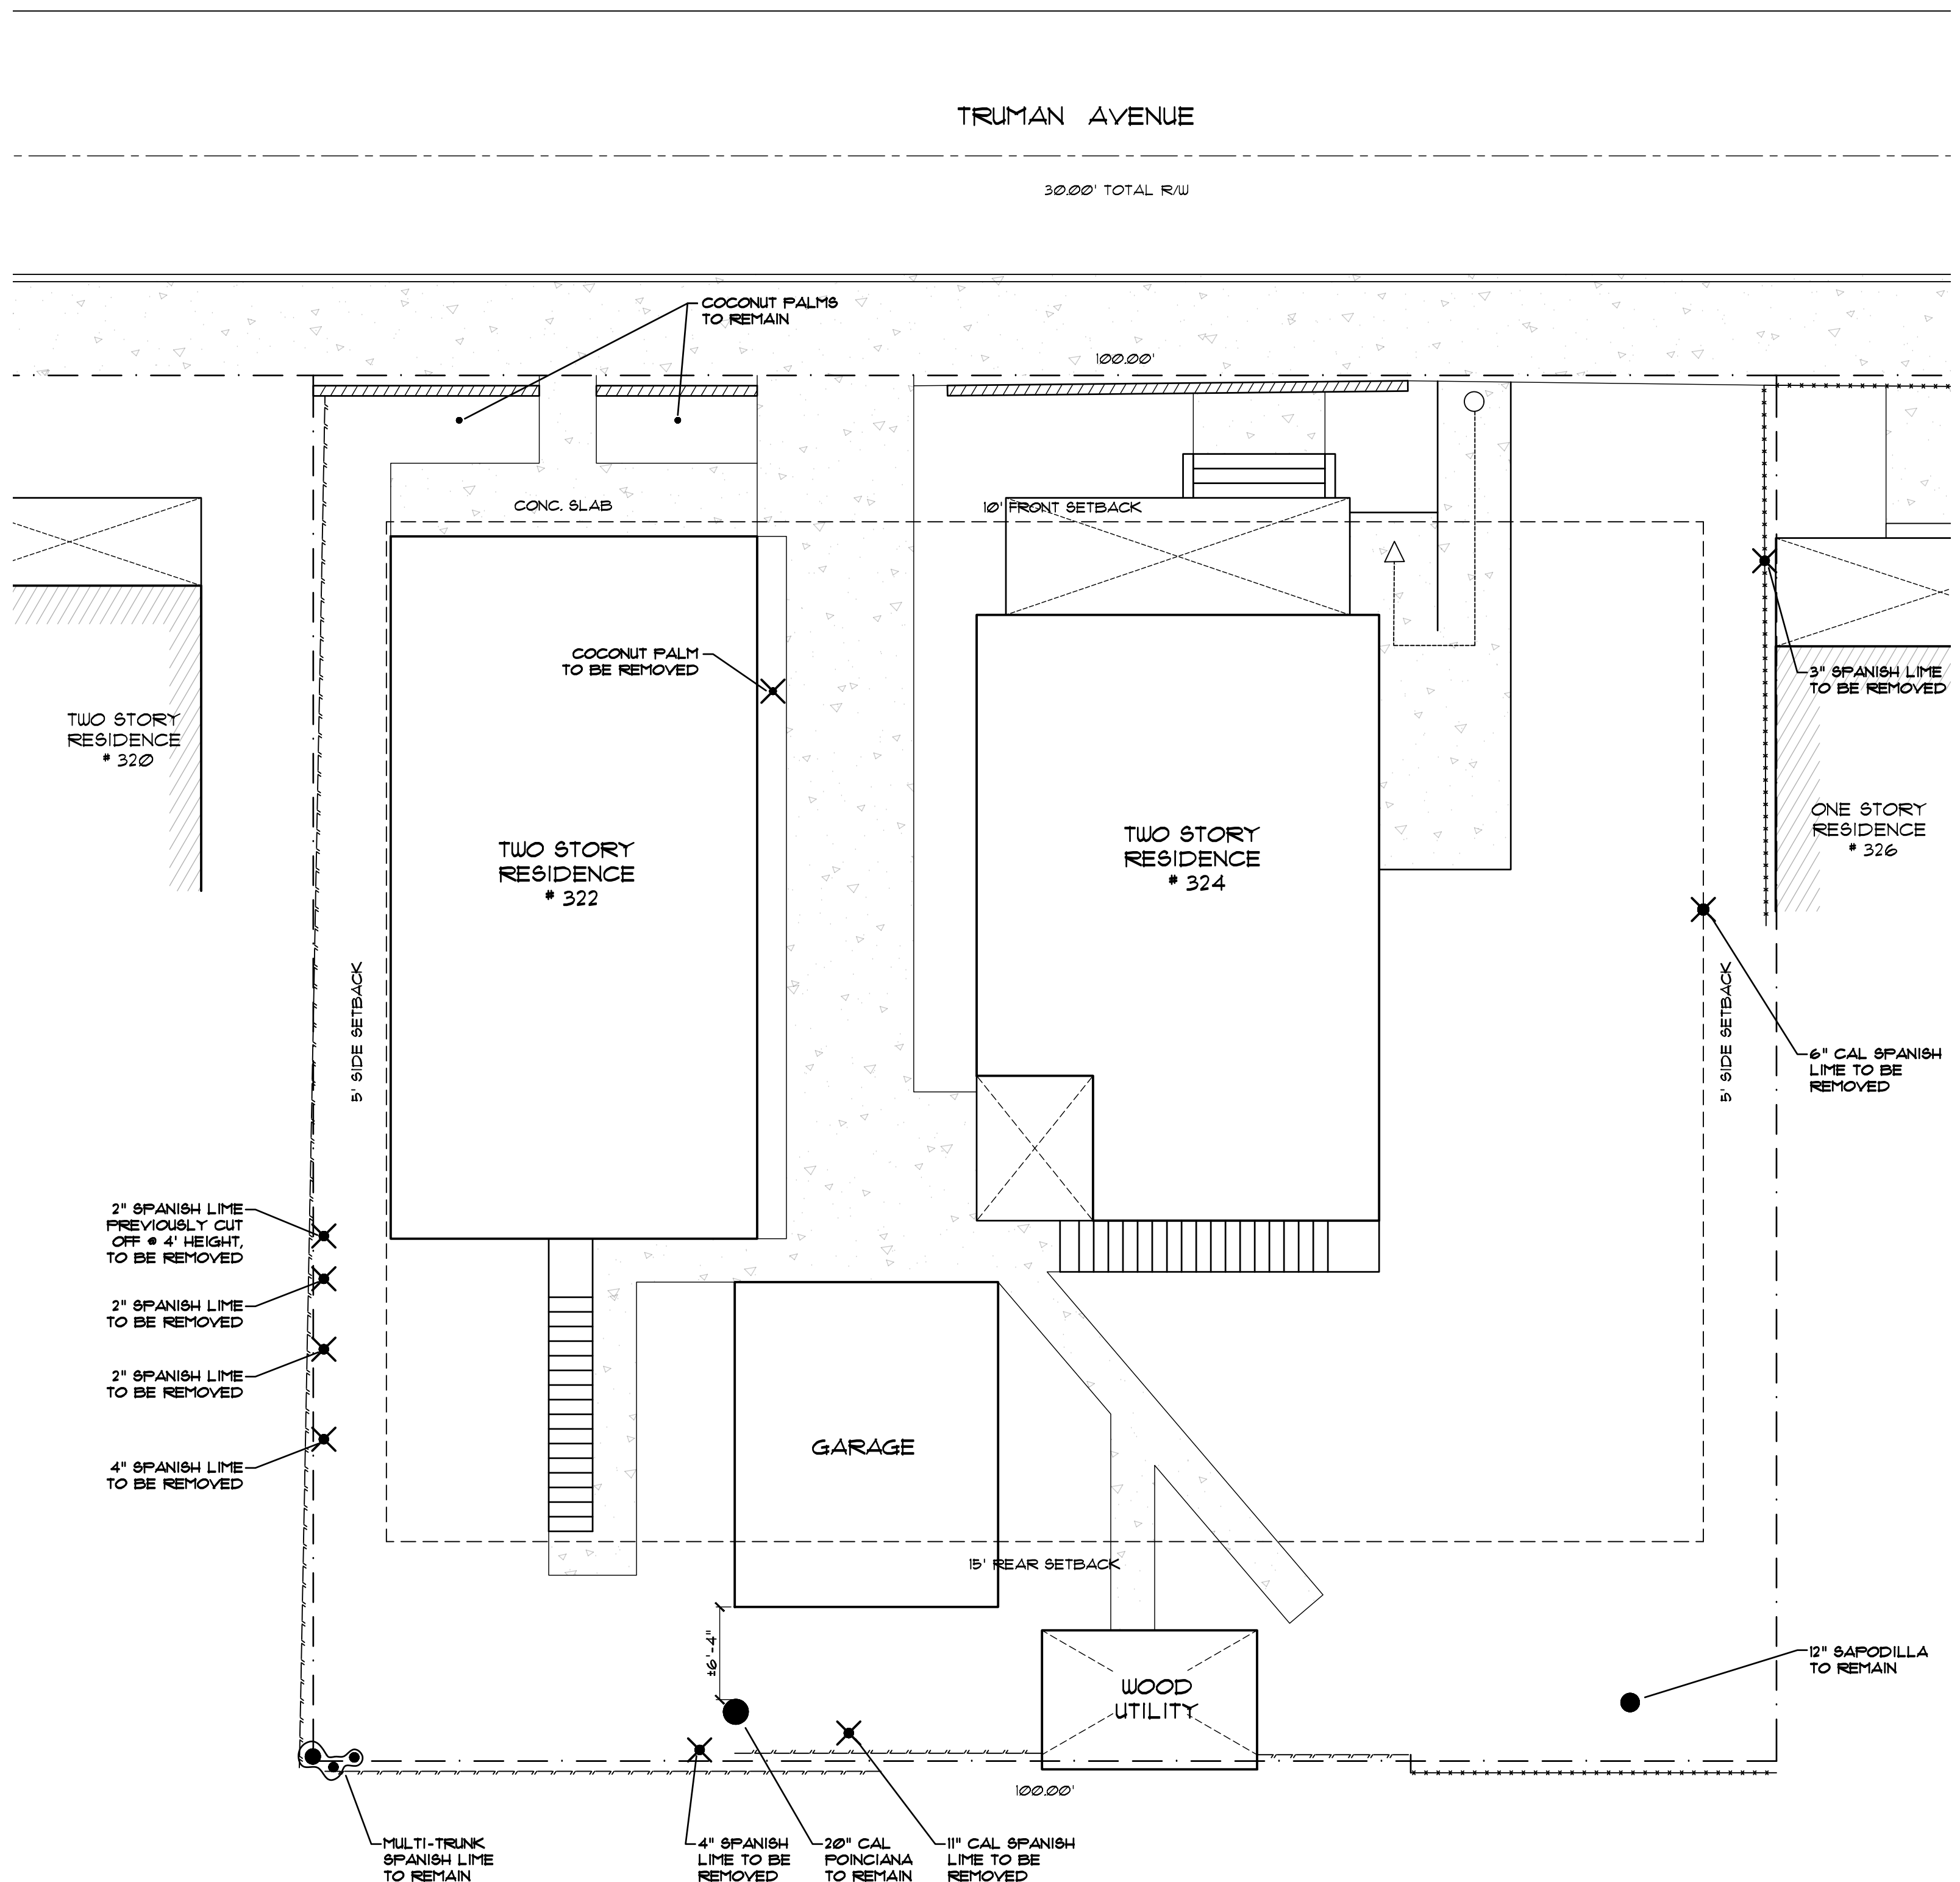 TRUMAN AVENUE
30.00' TOTAL R/W
COCONUT PALMS
TO REMAIN
100.00'
CONC. SLAB
10' FRONT SETBACK
COCONUT PALM
TO BE REMOVED
3" SPANISH LIME
TO BE REMOVED
TWO STORY
RESIDENCE
# 320
TWO STORY
RESIDENCE
# 322
TWO STORY
RESIDENCE
# 324
ONE STORY
RESIDENCE
# 326
5' SIDE SETBACK
5' SIDE SETBACK
6" CAL SPANISH
LIME TO BE
REMOVED
2" SPANISH LIME
PREVIOUSLY CUT
OFF @ 4' HEIGHT,
TO BE REMOVED
2" SPANISH LIME
TO BE REMOVED
2" SPANISH LIME
TO BE REMOVED
4" SPANISH LIME
TO BE REMOVED
GARAGE
15' REAR SETBACK
±6'-4"
WOOD
UTILITY
12" SAPODILLA
TO REMAIN
100.00'
MULTI-TRUNK
SPANISH LIME
TO REMAIN
4" SPANISH
LIME TO BE
REMOVED
20" CAL
POINCIANA
TO REMAIN
11" CAL SPANISH
LIME TO BE
REMOVED